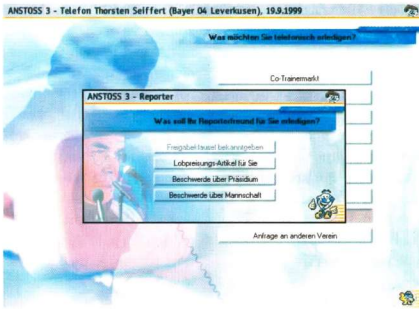 ANSTOSS 3 - Telefon Thorsten Seiffert (Bayer 04 Leverkusen), 19.9.1999
Was möchten Sie telefonisch erledigen?
Co-Trainermarkt
ANSTOSS 3 - Reporter
Was soll Ihr Reporterfreund für Sie erledigen?
Freigabeklausel bekanntgeben
Lobpreisungs-Artikel für Sie
Beschwerde über Präsidium
Beschwerde über Mannschaft
Anfrage an anderen Verein